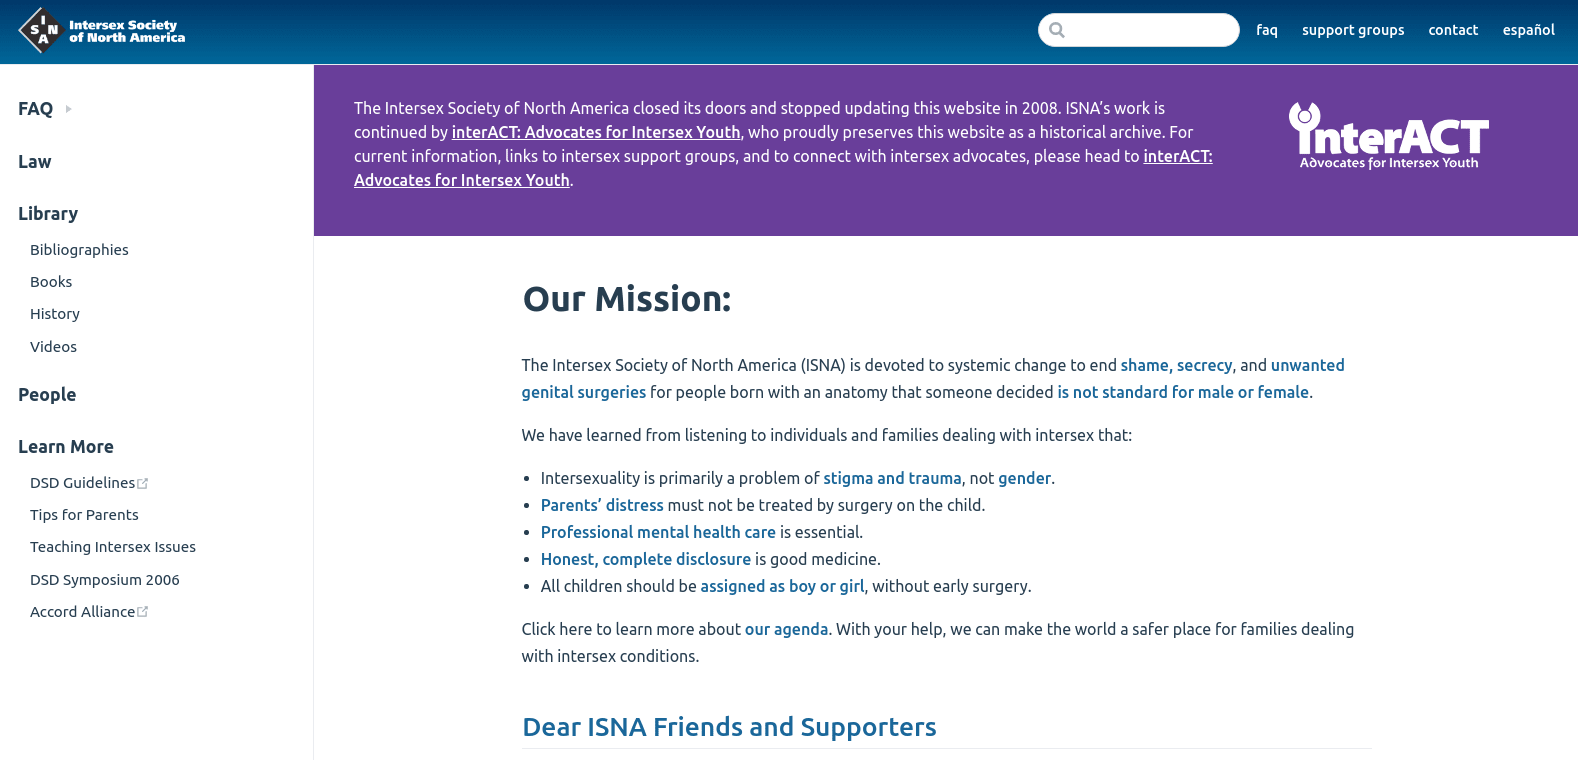 ISNA
Intersex Society
of North America
faq
support groups
contact
español
FAQ
Law
Library
Bibliographies
Books
History
Videos
People
Learn More
DSD Guidelines
Tips for Parents
Teaching Intersex Issues
DSD Symposium 2006
Accord Alliance
The Intersex Society of North America closed its doors and stopped updating this website in 2008. ISNA’s work is
continued by interACT: Advocates for Intersex Youth, who proudly preserves this website as a historical archive. For
current information, links to intersex support groups, and to connect with intersex advocates, please head to interACT:
Advocates for Intersex Youth.
interACT
Advocates for Intersex Youth
Our Mission:
The Intersex Society of North America (ISNA) is devoted to systemic change to end shame, secrecy, and unwanted
genital surgeries for people born with an anatomy that someone decided is not standard for male or female.
We have learned from listening to individuals and families dealing with intersex that:
• Intersexuality is primarily a problem of stigma and trauma, not gender.
• Parents’ distress must not be treated by surgery on the child.
• Professional mental health care is essential.
• Honest, complete disclosure is good medicine.
• All children should be assigned as boy or girl, without early surgery.
Click here to learn more about our agenda. With your help, we can make the world a safer place for families dealing
with intersex conditions.
Dear ISNA Friends and Supporters